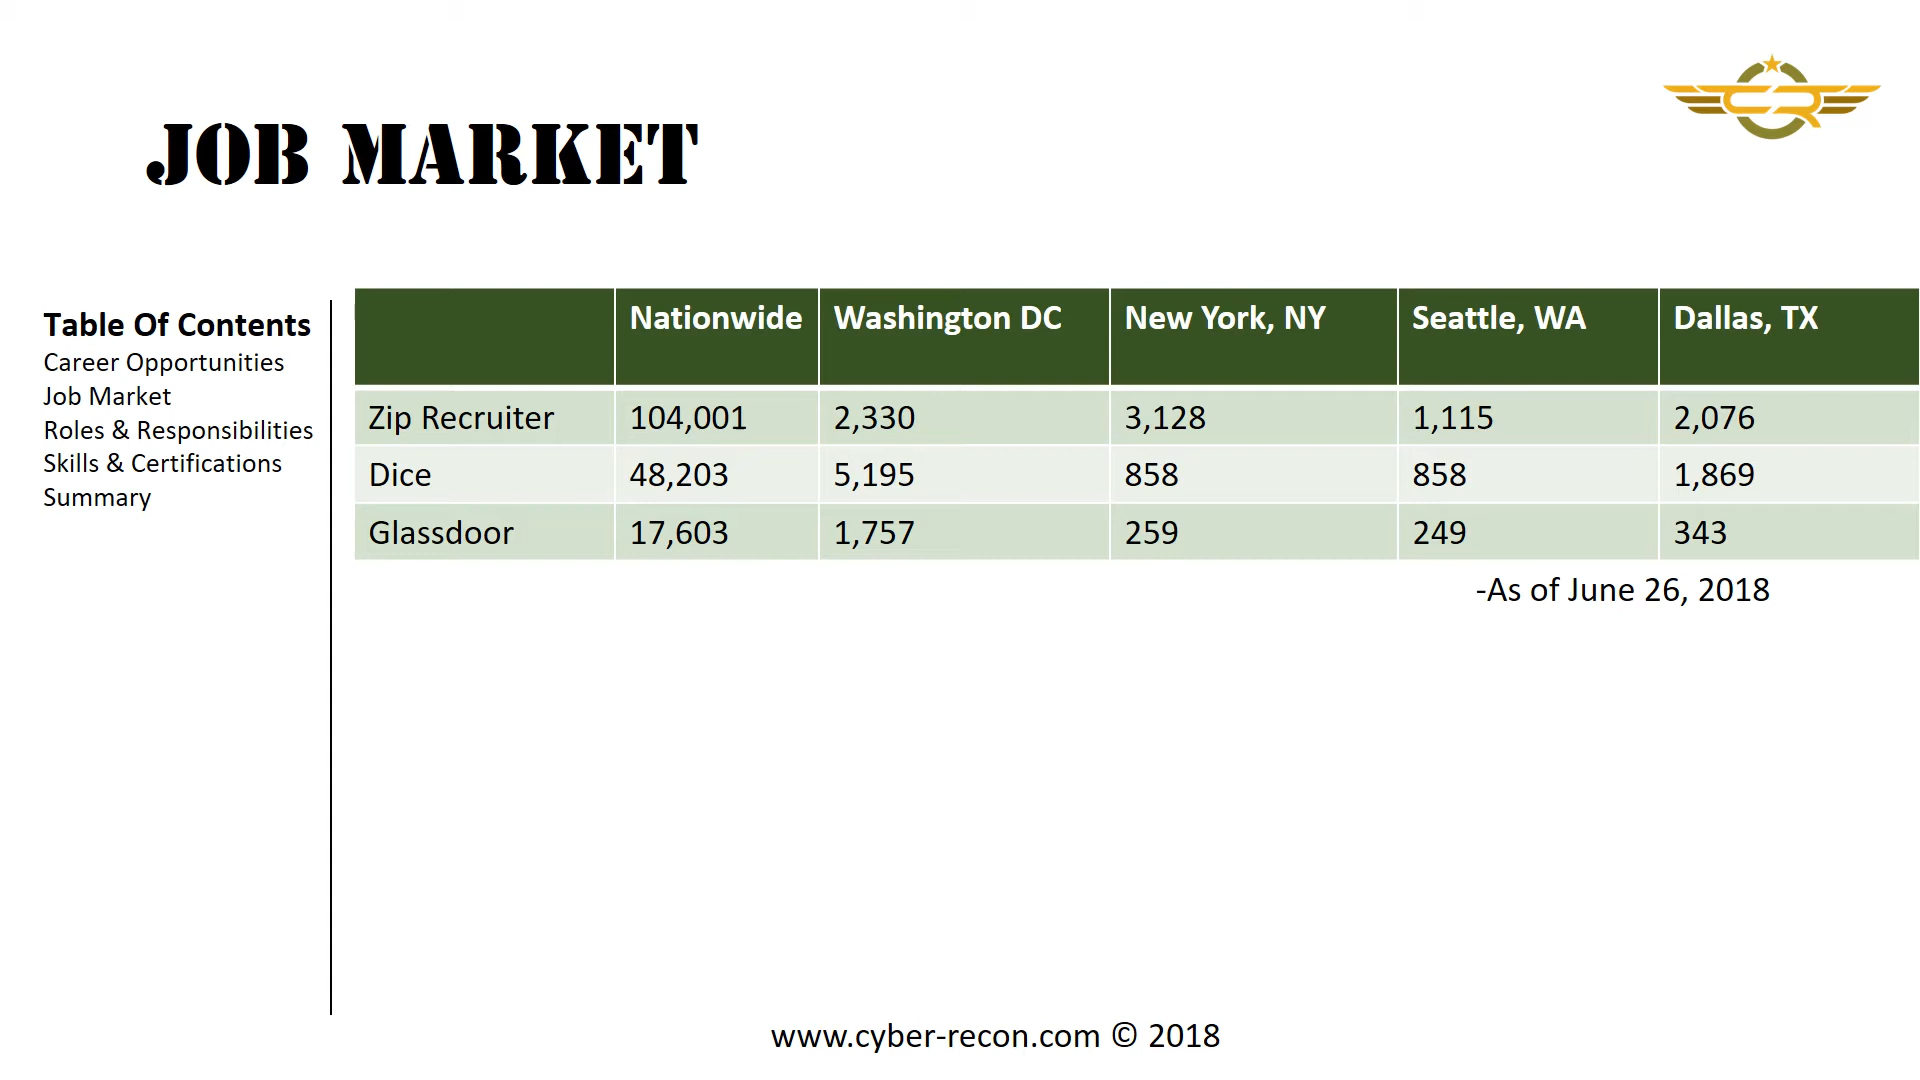 JOB MARKET
Table Of Contents
Career Opportunities
Job Market
Roles & Responsibilities
Skills & Certifications
Summary
Nationwide Washington DC New York, NY Seattle, WA Dallas, TX
Zip Recruiter 104,001 2,330 3,128 1,115 2,076
Dice 48,203 5,195 858 858 1,869
Glassdoor 17,603 1,757 259 249 343
-As of June 26, 2018
www.cyber-recon.com © 2018
CR